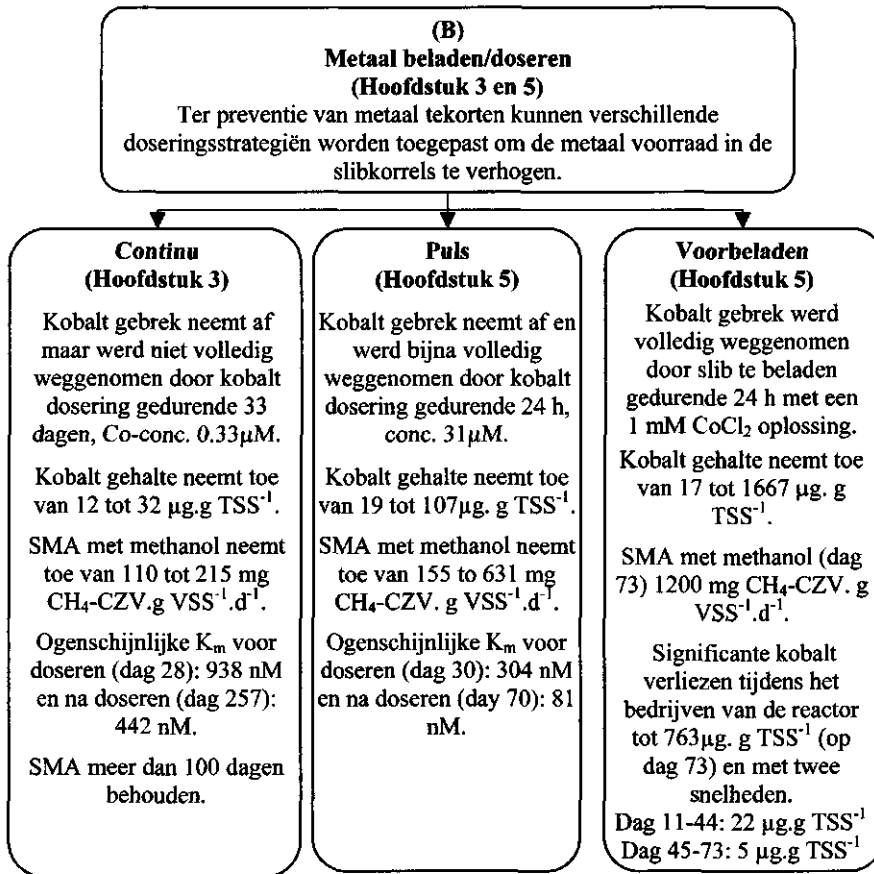 (B)
Metaal beladen/doseren
(Hoofdstuk 3 en 5)
Ter preventie van metaal tekorten kunnen verschillende
doseringsstrategiën worden toegepast om de metaal voorraad in de
slibkorrels te verhogen.
Continu
(Hoofdstuk 3)
Kobalt gebrek neemt af
maar werd niet volledig
weggenomen door kobalt
dosering gedurende 33
dagen, Co-conc. 0.33µM.
Kobalt gehalte neemt toe
van 12 tot 32 µg.g TSS⁻¹.
SMA met methanol neemt
toe van 110 tot 215 mg
CH₄-CZV.g VSS⁻¹.d⁻¹.
Ogenschijnlijke Kₘ voor
doseren (dag 28): 938 nM
en na doseren (dag 257):
442 nM.
SMA meer dan 100 dagen
behouden.
Puls
(Hoofdstuk 5)
Kobalt gebrek neemt af en
werd bijna volledig
weggenomen door kobalt
dosering gedurende 24 h,
conc. 31µM.
Kobalt gehalte neemt toe
van 19 tot 107µg. g TSS⁻¹.
SMA met methanol neemt
toe van 155 to 631 mg
CH₄-CZV. g VSS⁻¹.d⁻¹.
Ogenschijnlijke Kₘ voor
doseren (dag 30): 304 nM
en na doseren (day 70): 81
nM.
Voorbeladen
(Hoofdstuk 5)
Kobalt gebrek werd
volledig weggenomen
door slib te beladen
gedurende 24 h met een
1 mM CoCl₂ oplossing.
Kobalt gehalte neemt toe
van 17 tot 1667 µg. g
TSS⁻¹.
SMA met methanol (dag
73) 1200 mg CH₄-CZV. g
VSS⁻¹.d⁻¹.
Significante kobalt
verliezen tijdens het
bedrijven van de reactor
tot 763µg. g TSS⁻¹ (op
dag 73) en met twee
snelheden.
Dag 11-44: 22 µg.g TSS⁻¹
Dag 45-73: 5 µg.g TSS⁻¹